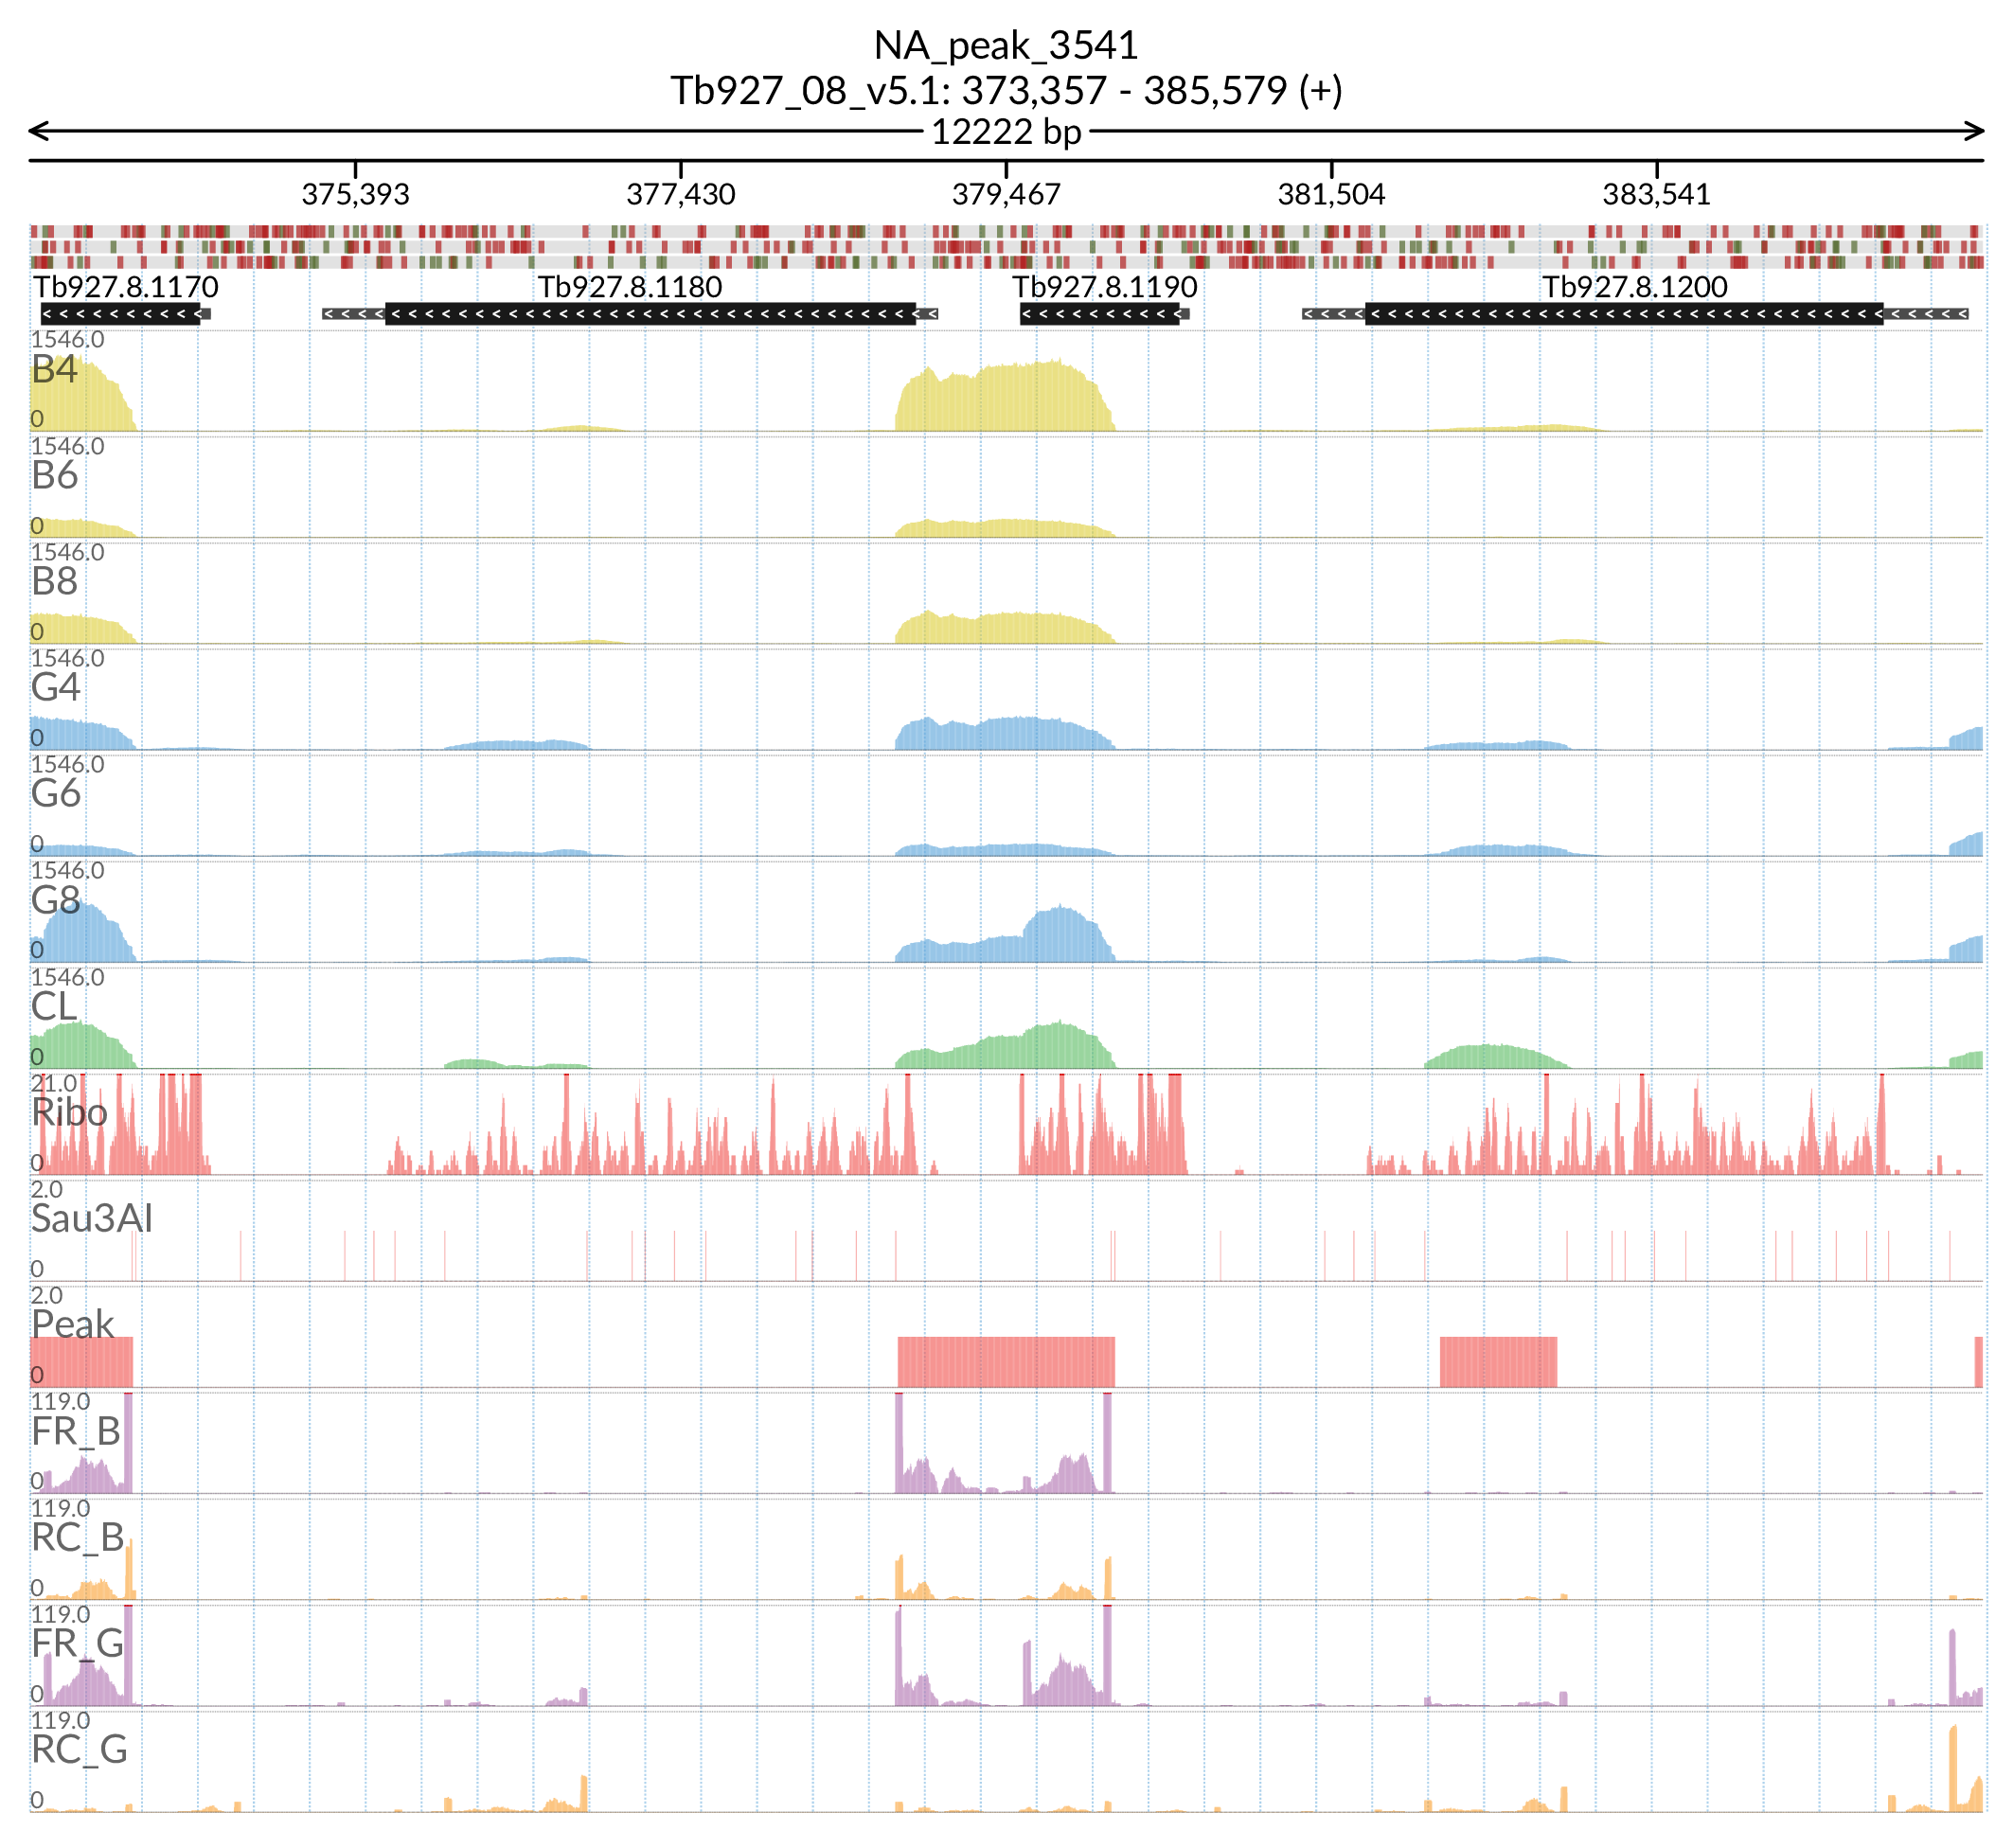 NA_peak_3541
Tb927_08_v5.1: 373,357 - 385,579 (+)
12222 bp
375,393 377,430 379,467 381,504 383,541
Tb927.8.1170 Tb927.8.1180 Tb927.8.1190 Tb927.8.1200
1546.0
B4
0
1546.0
B6
0
1546.0
B8
0
1546.0
G4
0
1546.0
G6
0
1546.0
G8
0
1546.0
CL
0
21.0
Ribo
0
2.0
Sau3AI
0
2.0
Peak
0
119.0
FR_B
0
119.0
RC_B
0
119.0
FR_G
0
119.0
RC_G
0